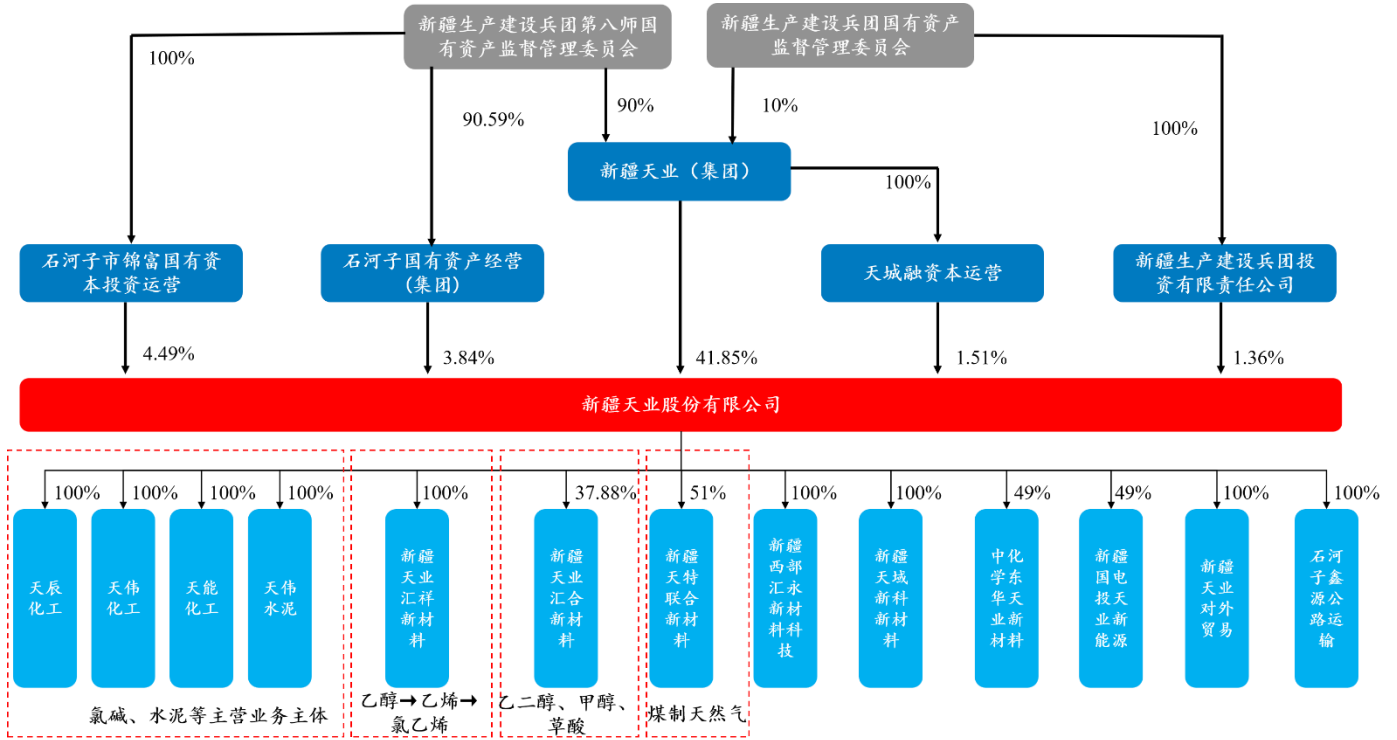 新疆生产建设兵团第八师国
有资产监督管理委员会
新疆生产建设兵团国有资产
监督管理委员会
100%
90.59%
90%
10%
100%
新疆天业（集团）
100%
石河子市锦富国有资
本投资运营
石河子国有资产经营
(集团)
天城融资本运营
新疆生产建设兵团投
资有限责任公司
4.49%
3.84%
41.85%
1.51%
1.36%
新疆天业股份有限公司
100%
100%
100%
100%
100%
37.88%
51%
100%
100%
49%
49%
100%
100%
天辰
化工
天伟
化工
天能
化工
天伟
水泥
新疆
天业
汇祥
新材
料
新疆
天业
汇合
新材
料
新疆
天特
联合
新材
料
新疆
西部
汇永
新材
料科
技
新疆
天域
新科
新材
料
中化
学东
华天
业新
材料
新疆
国电
投天
业新
能源
新疆
天业
对外
贸易
石河
子鑫
源公
路运
输
氯碱、水泥等主营业务主体
乙醇→乙烯→
氯乙烯
乙二醇、甲醇、
草酸
煤制天然气